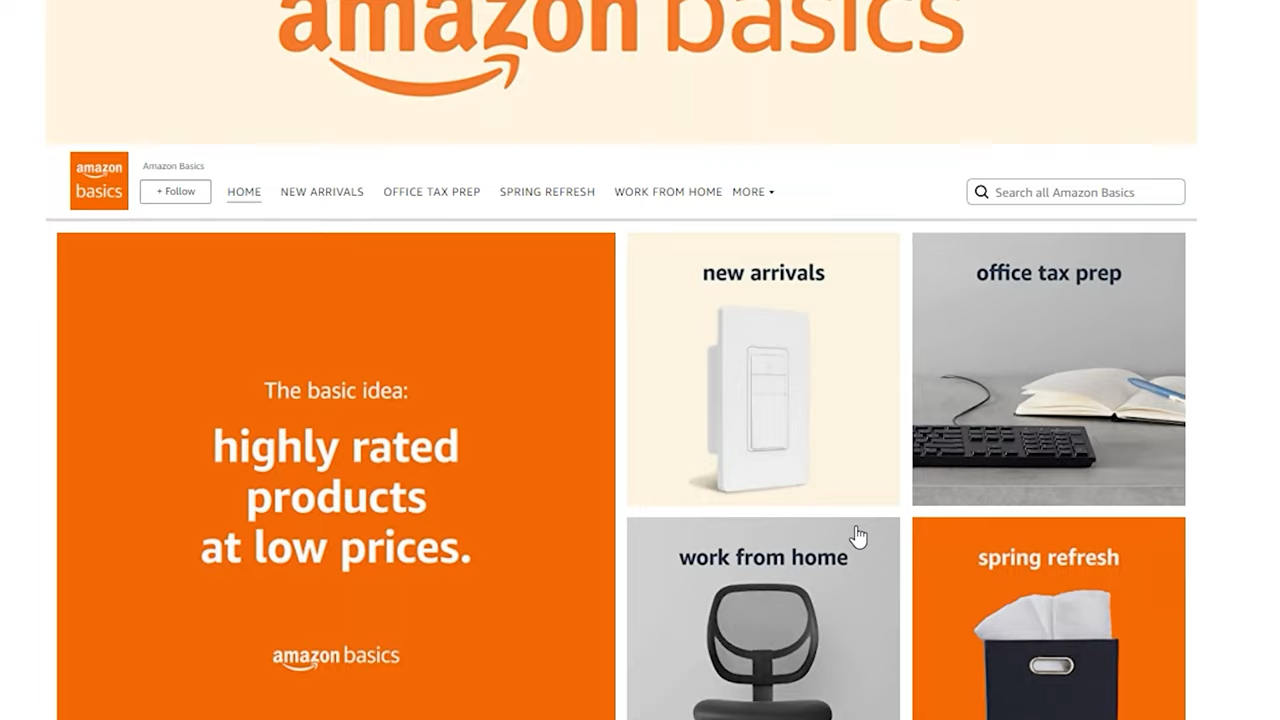 amazon basics
amazon
basics
Amazon Basics
+ Follow
HOME
NEW ARRIVALS
OFFICE TAX PREP
SPRING REFRESH
WORK FROM HOME
MORE
Search all Amazon Basics
The basic idea:
highly rated
products
at low prices.
amazon basics
new arrivals
office tax prep
work from home
spring refresh